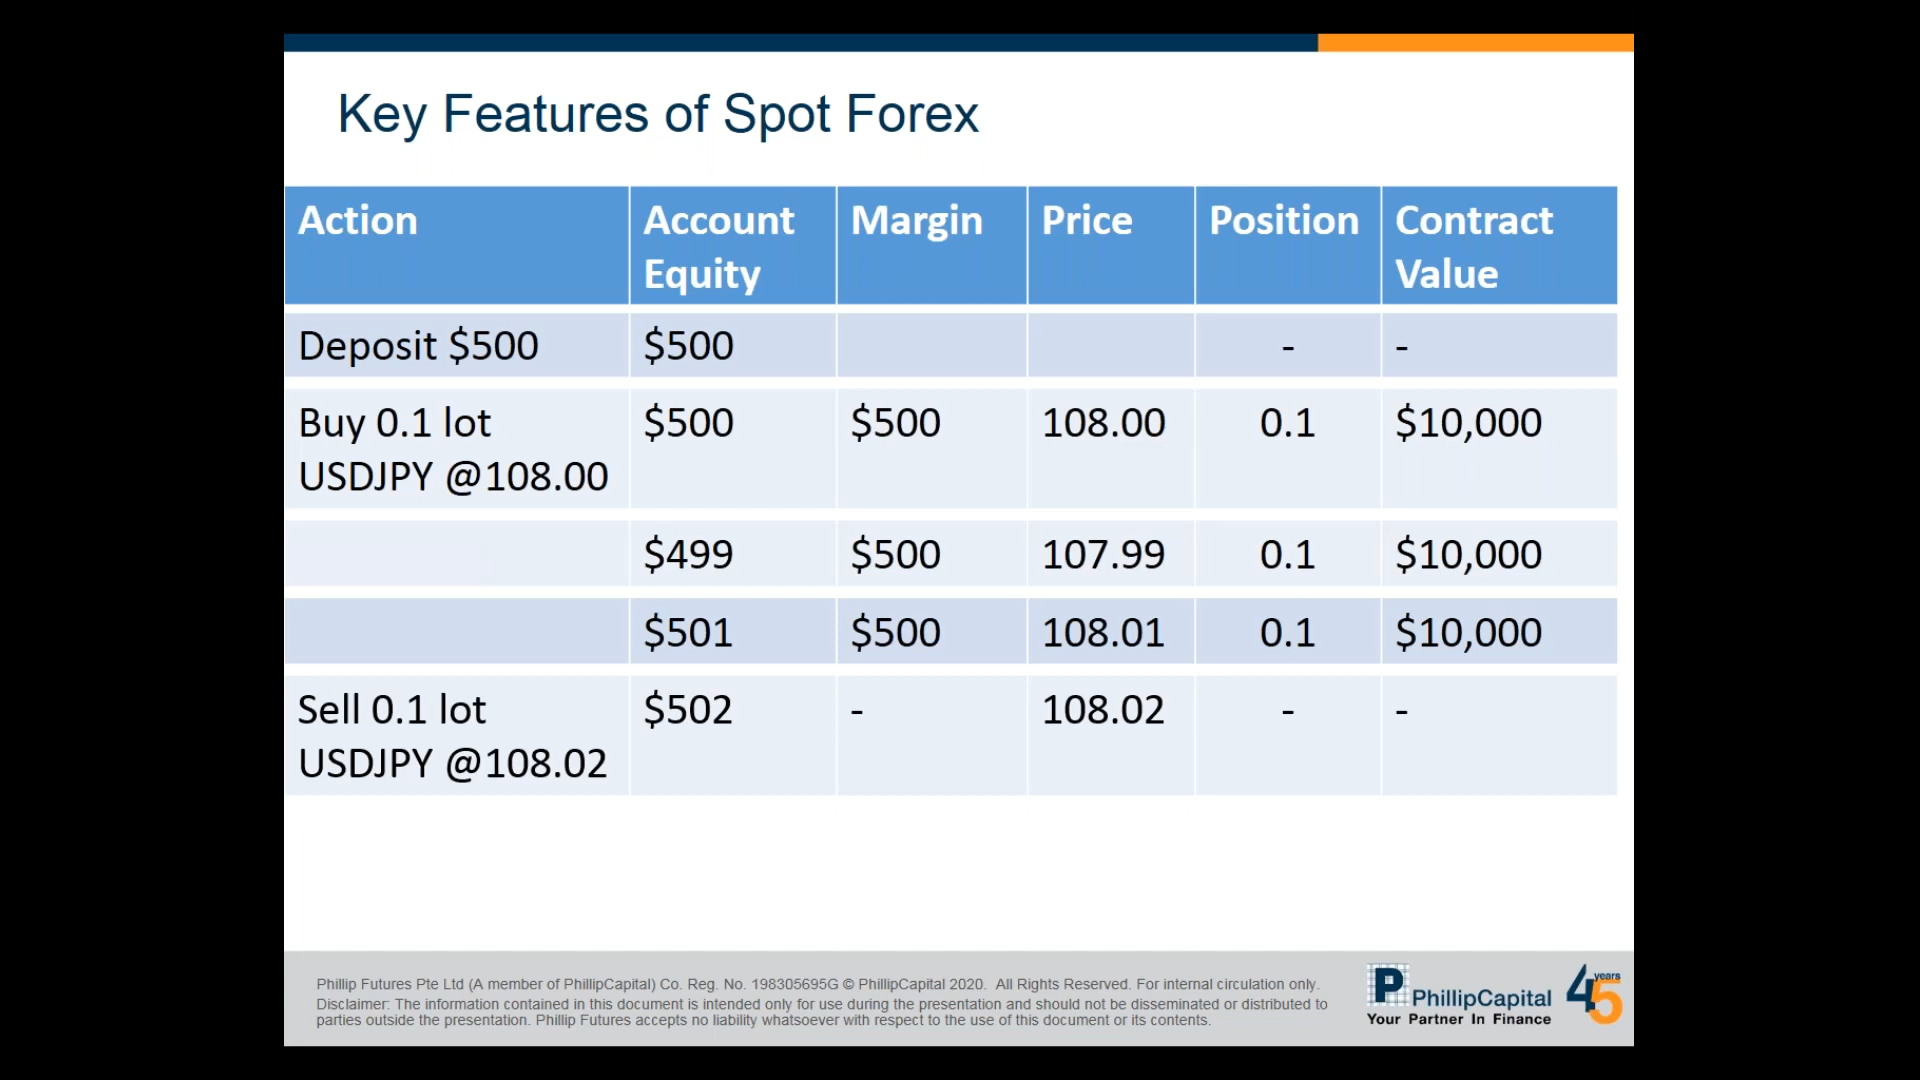 Key Features of Spot Forex
Action Account Equity Margin Price Position Contract Value
Deposit $500 $500 - -
Buy 0.1 lot USDJPY @108.00 $500 $500 108.00 0.1 $10,000
$499 $500 107.99 0.1 $10,000
$501 $500 108.01 0.1 $10,000
Sell 0.1 lot USDJPY @108.02 $502 - 108.02 - -
Phillip Futures Pte Ltd (A member of PhillipCapital) Co. Reg. No. 198305695G © PhillipCapital 2020. All Rights Reserved. For internal circulation only.
Disclaimer: The information contained in this document is intended only for use during the presentation and should not be disseminated or distributed to
parties outside the presentation. Phillip Futures accepts no liability whatsoever with respect to the use of this document or its contents.
P PhillipCapital
Your Partner In Finance
45 years